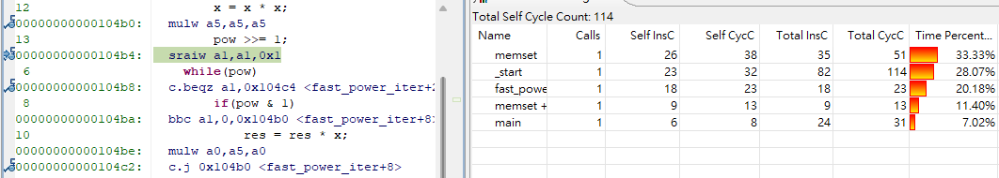 12 x = x * x;
00000000000104b0: mulw a5,a5,a5
13 pow >>= 1;
00000000000104b4: sraiw a1,a1,0x1
6 while(pow)
00000000000104b8: c.beqz a1,0x104c4 <fast_power_iter+2
8 if(pow & 1)
00000000000104ba: bbc a1,0,0x104b0 <fast_power_iter+8>
10 res = res * x;
00000000000104be: mulw a0,a5,a0
00000000000104c2: c.j 0x104b0 <fast_power_iter+8>
Total Self Cycle Count: 114
Name Calls Self InsC Self CycC Total InsC Total CycC Time Percent...
memset 1 26 38 35 51 33.33%
_start 1 23 32 82 114 28.07%
fast_powe 1 18 23 18 23 20.18%
memset + 1 9 13 9 13 11.40%
main 1 6 8 24 31 7.02%